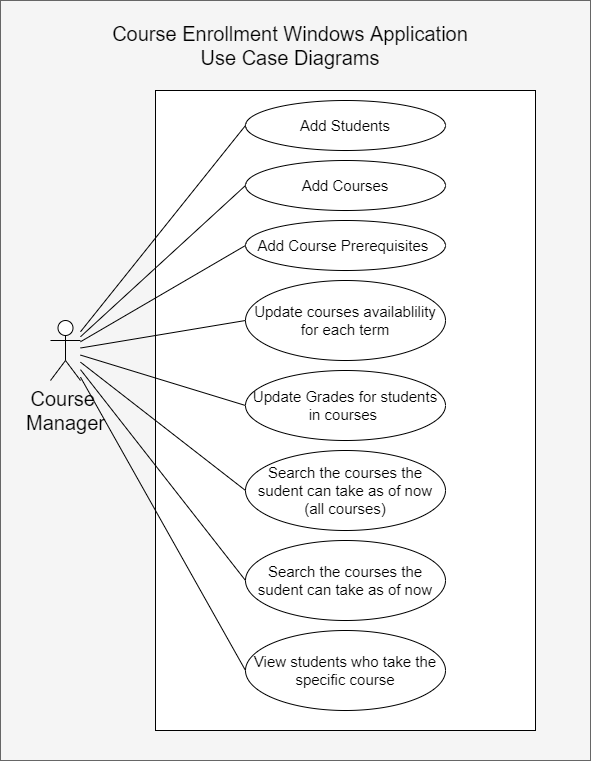 Course Enrollment Windows Application
Use Case Diagrams
Add Students
Add Courses
Add Course Prerequisites
Update courses availablility
for each term
Update Grades for students
in courses
Course
Manager
Search the courses the
sudent can take as of now
(all courses)
Search the courses the
sudent can take as of now
View students who take the
specific course